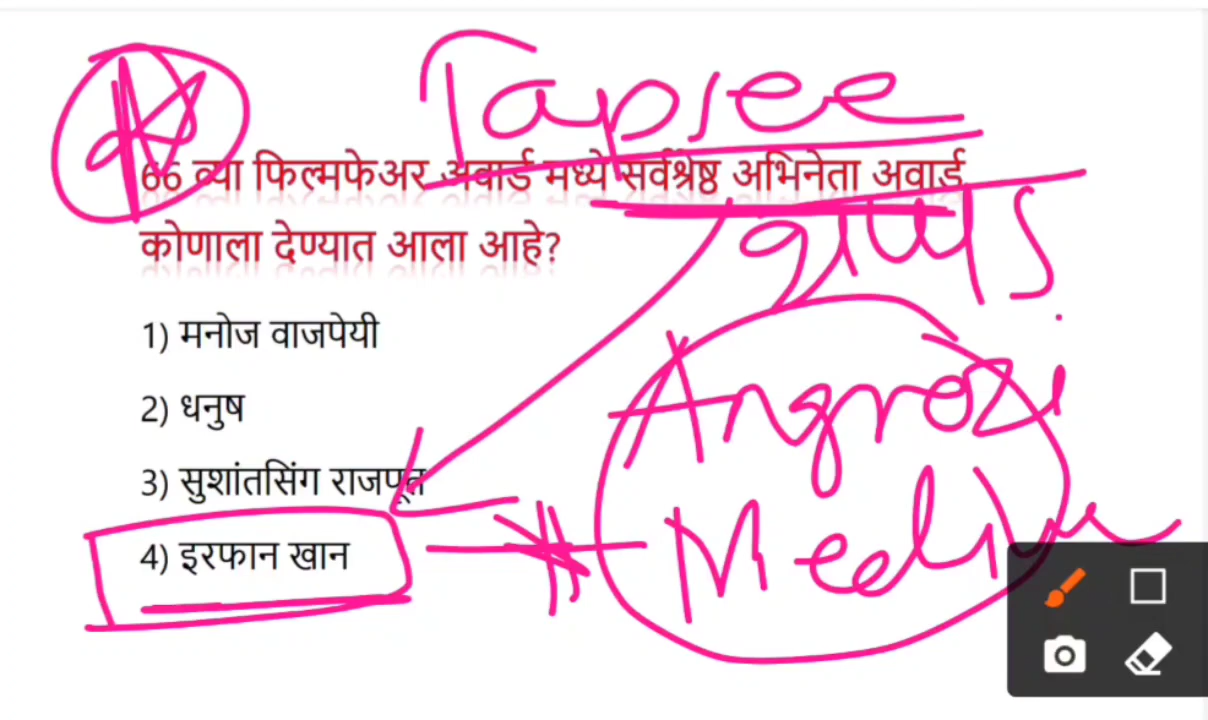 Tapsee
66 व्या फिल्मफेअर अवार्ड मध्ये सर्वश्रेष्ठ अभिनेता अवार्ड
कोणाला देण्यात आला आहे?
1) मनोज वाजपेयी
2) धनुष
3) सुशांतसिंग राजपूत
4) इरफान खान
Angrezi
Medium